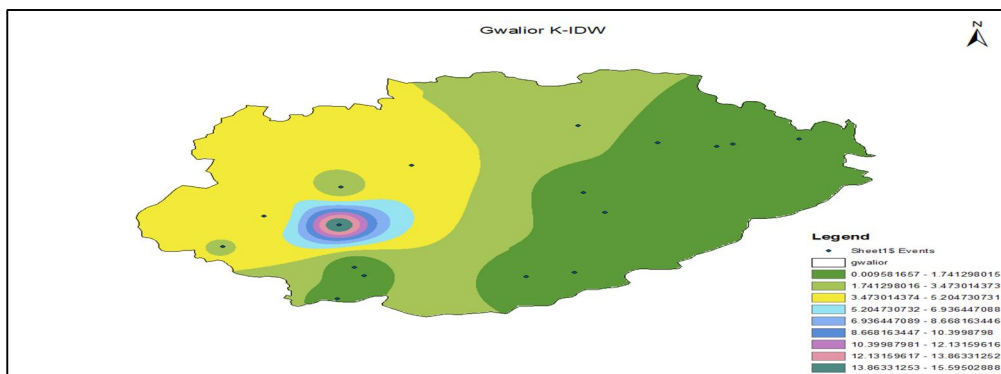 Gwalior K-IDW
N
Legend
Sheet1$ Events
gwalior
0.009581657 - 1.741298015
1.741298016 - 3.473014373
3.473014374 - 5.204730731
5.204730732 - 6.936447088
6.936447089 - 8.668163446
8.668163447 - 10.3998798
10.39987981 - 12.13159616
12.13159617 - 13.86331252
13.86331253 - 15.59502888